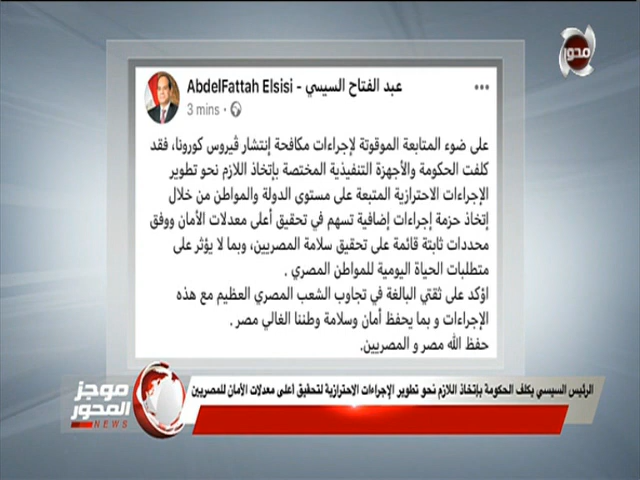 محور
AbdelFattah Elsisi - عبد الفتاح السيسي
3 mins
على ضوء المتابعة الموقوتة لإجراءات مكافحة إنتشار ڤيروس كورونا، فقد
كلفت الحكومة والأجهزة التنفيذية المختصة بإتخاذ اللازم نحو تطوير
الإجراءات الاحترازية المتبعة على مستوى الدولة والمواطن من خلال
إتخاذ حزمة إجراءات إضافية تسهم في تحقيق أعلى معدلات الأمان ووفق
محددات ثابتة قائمة على تحقيق سلامة المصريين، وبما لا يؤثر على
متطلبات الحياة اليومية للمواطن المصري .
أؤكد على ثقتي البالغة في تجاوب الشعب المصري العظيم مع هذه
الإجراءات و بما يحفظ أمان وسلامة وطننا الغالي مصر .
حفظ الله مصر و المصريين.
الرئيس السيسي يكلف الحكومة بإتخاذ اللازم نحو تطوير الإجراءات الاحترازية لتحقيق أعلى معدلات الأمان للمصريين
موجز
المحور
NEWS